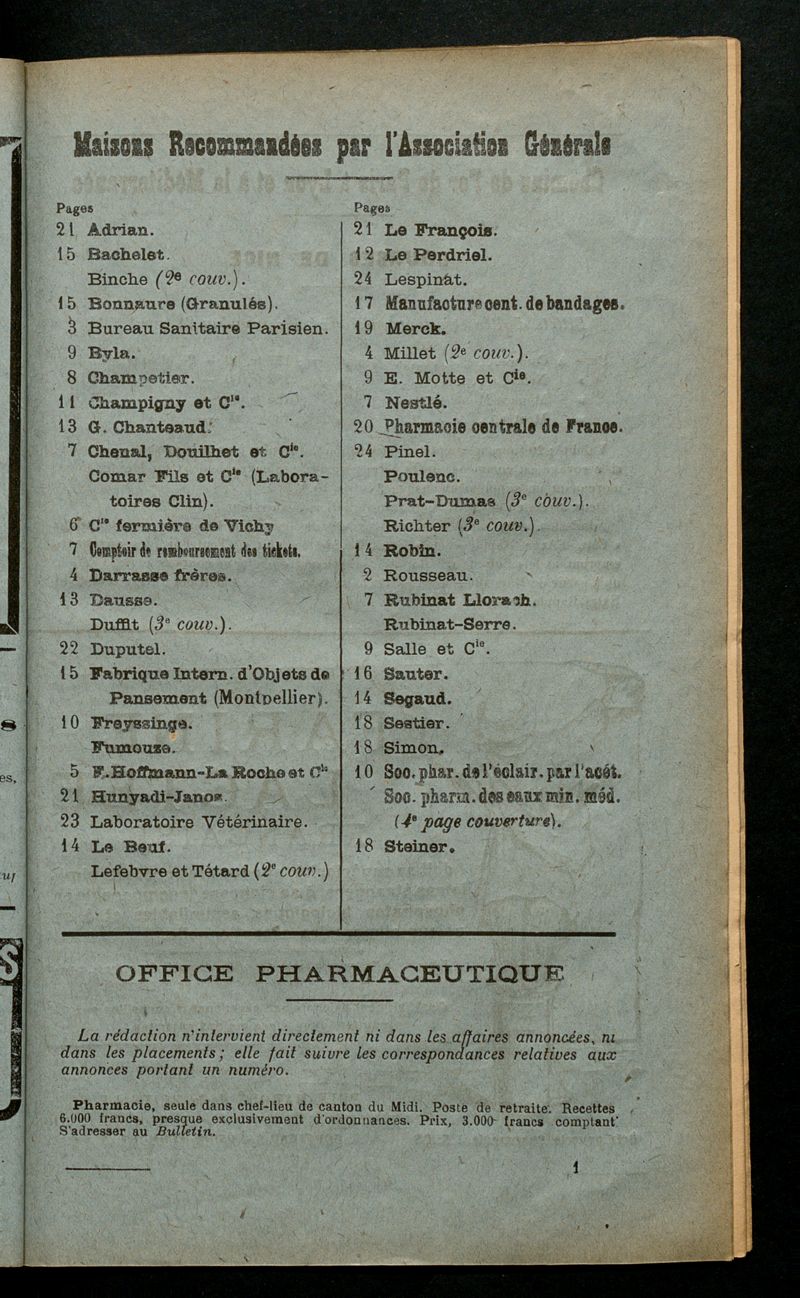 Maisons Recommandées par l'Association Générale
Pages
21 Adrian.
15 Bachelet.
Binche (2e couv.).
15 Bonnaure (Granulés).
3 Bureau Sanitaire Parisien.
9 Byla.
8 Champetier.
11 Champigny et Cie.
13 G. Chanteaud.
7 Chenal, Douilhet et Cie.
Comar Fils et Cie (Labora-
toires Clin).
6 Cie fermière de Vichy
7 Comptoir de remboursement des tickets.
4 Darrasse frères.
13 Dausse.
Duffit (3e couv.).
22 Duputel.
15 Fabrique Intern. d'Objets de
Pansement (Montpellier).
10 Freyssinge.
Fumouze.
5 F. Hoffmann-La Roche et Cie
21 Hunyadi-Janos.
23 Laboratoire Vétérinaire.
14 Le Beuf.
Lefebvre et Tétard (2e couv.)
Pages
21 Le François.
12 Le Perdriel.
24 Lespinat.
17 Manufacture cent. de bandages.
19 Merck.
4 Millet (2e couv.).
9 E. Motte et Cie.
7 Nestlé.
20 Pharmacie centrale de France.
24 Pinel.
Poulenc.
Prat-Dumas (3e couv.).
Richter (3e couv.).
14 Robin.
2 Rousseau.
7 Rubinat Llorach.
Rubinat-Serre.
9 Salle et Cie.
16 Sauter.
14 Segaud.
18 Sestier.
18 Simon.
10 Soc. phar. de l'éclair. par l'acét.
Soc. pharm. des eaux min. méd.
(4e page couverture).
18 Steiner.
OFFICE PHARMACEUTIQUE
La rédaction n'intervient directement ni dans les affaires annoncées, ni
dans les placements; elle fait suivre les correspondances relatives aux
annonces portant un numéro.
Pharmacie, seule dans chef-lieu de canton du Midi. Poste de retraite. Recettes
6.000 francs, presque exclusivement d'ordonnances. Prix, 3.000 francs comptant
S'adresser au Bulletin.
1
es,